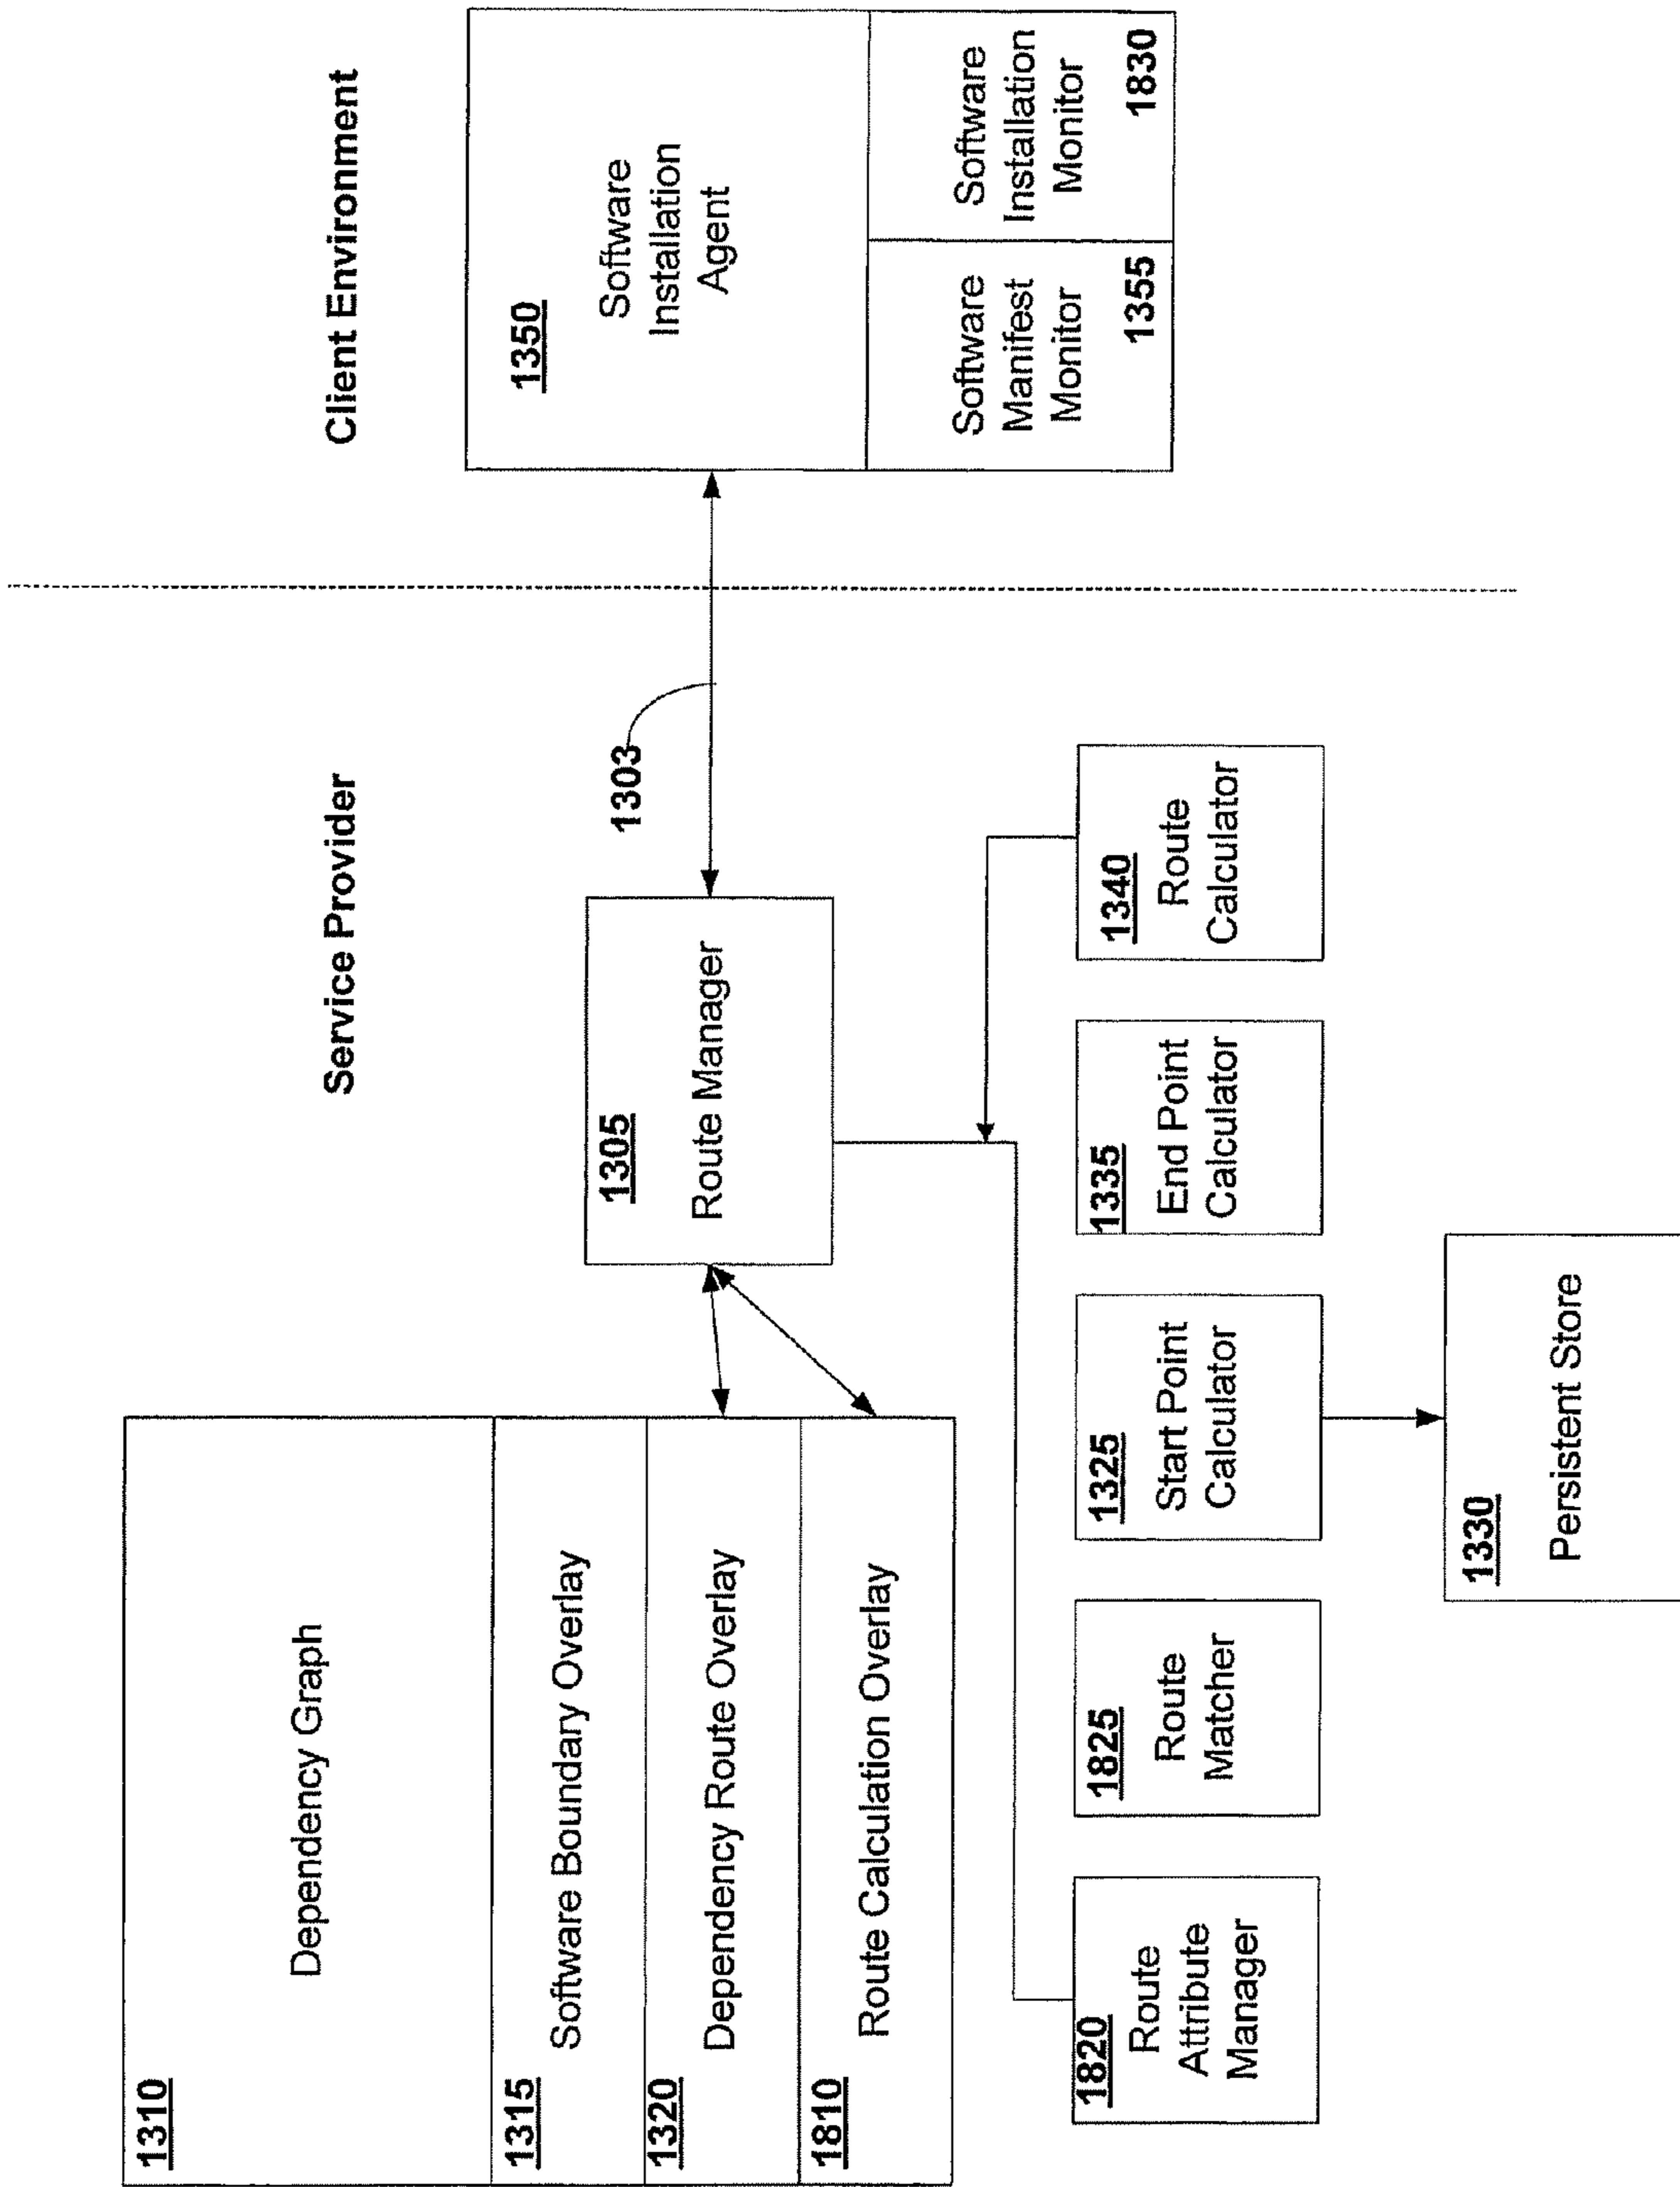 Service Provider
Client Environment
1310
Dependency Graph
1315
Software Boundary Overlay
1320
Dependency Route Overlay
1810
Route Calculation Overlay
1305
Route Manager
1303
1350
Software
Installation
Agent
Software
Manifest
Monitor
1355
Software
Installation
Monitor
1830
1820
Route
Attribute
Manager
1825
Route
Matcher
1325
Start Point
Calculator
1335
End Point
Calculator
1340
Route
Calculator
1330
Persistent Store